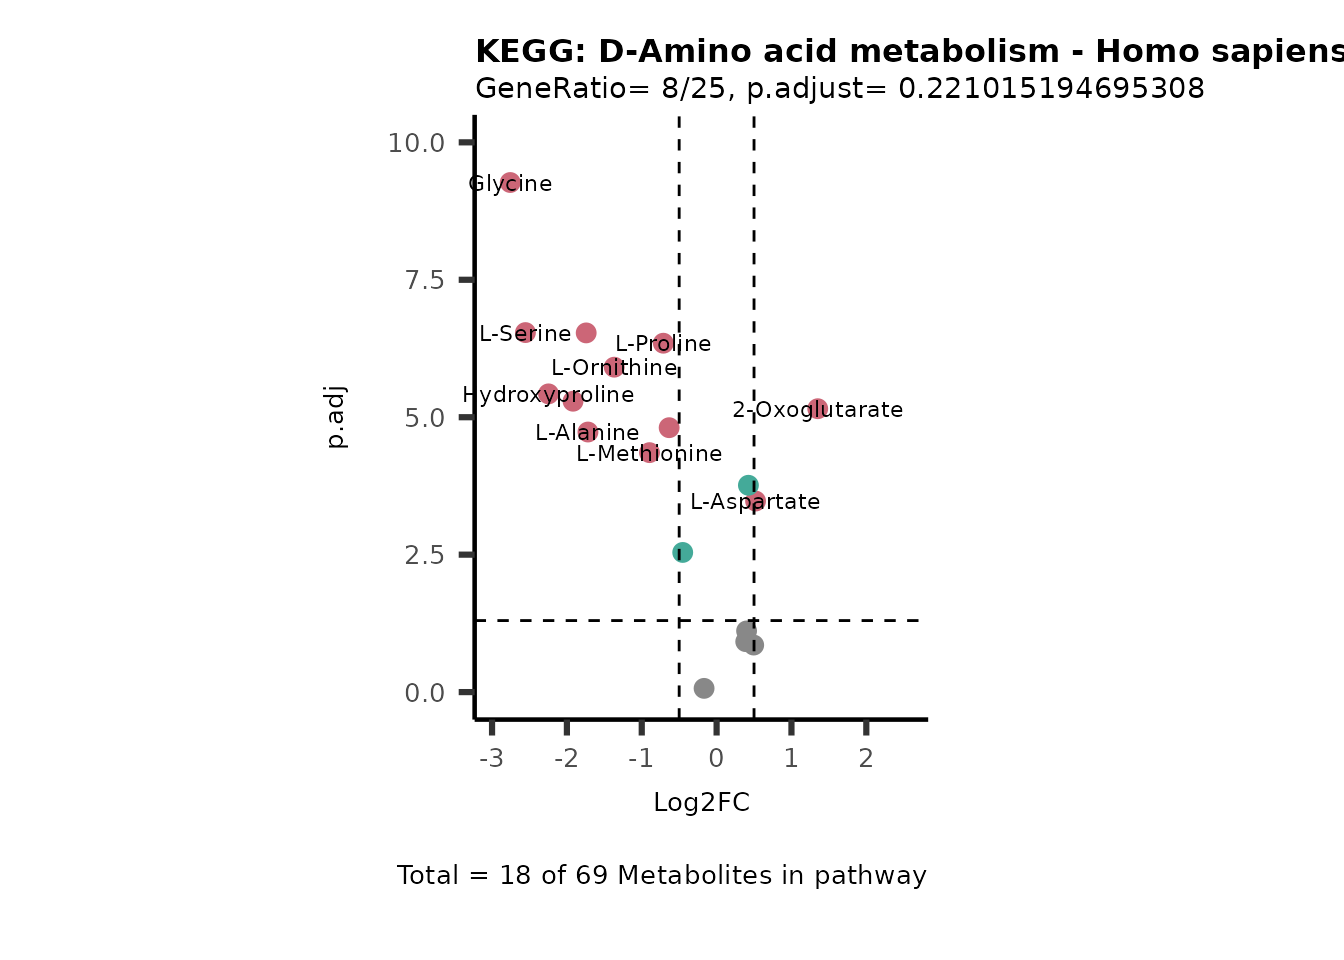 KEGG: D-Amino acid metabolism - Homo sapiens
GeneRatio= 8/25, p.adjust= 0.221015194695308
10.0
Glycine
7.5
L-Serine
L-Proline
L-Ornithine
Hydroxyproline
5.0
2-Oxoglutarate
L-Alanine
L-Methionine
L-Aspartate
2.5
0.0
p.adj
-3 -2 -1 0 1 2
Log2FC
Total = 18 of 69 Metabolites in pathway